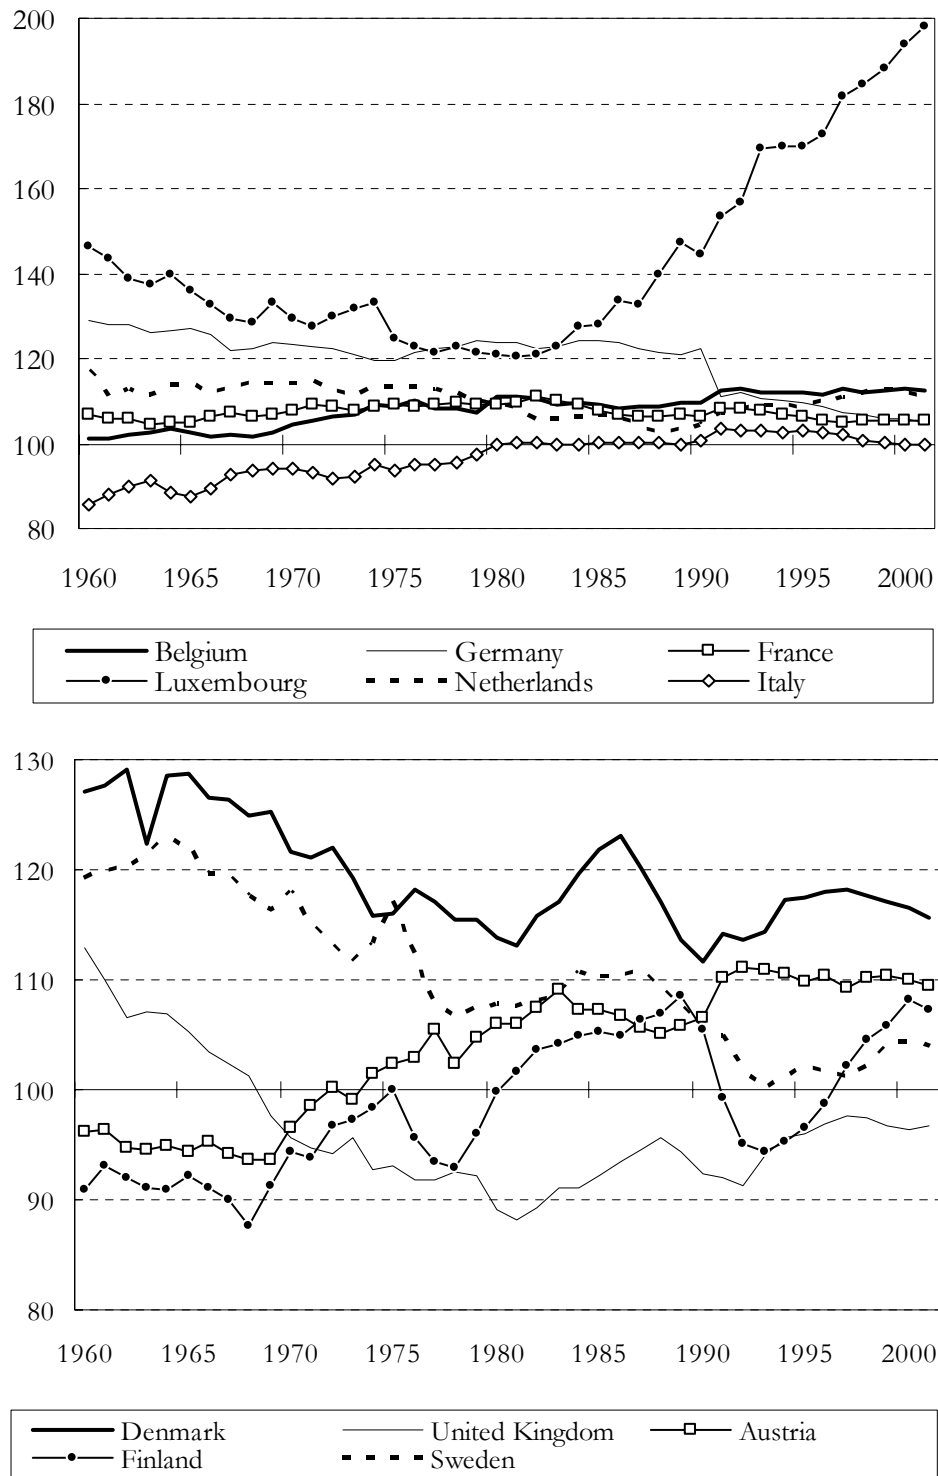 200
180
160
140
120
100
80
1960 1965 1970 1975 1980 1985 1990 1995 2000
Belgium Germany France
Luxembourg Netherlands Italy
130
120
110
100
90
80
1960 1965 1970 1975 1980 1985 1990 1995 2000
Denmark United Kingdom Austria
Finland Sweden